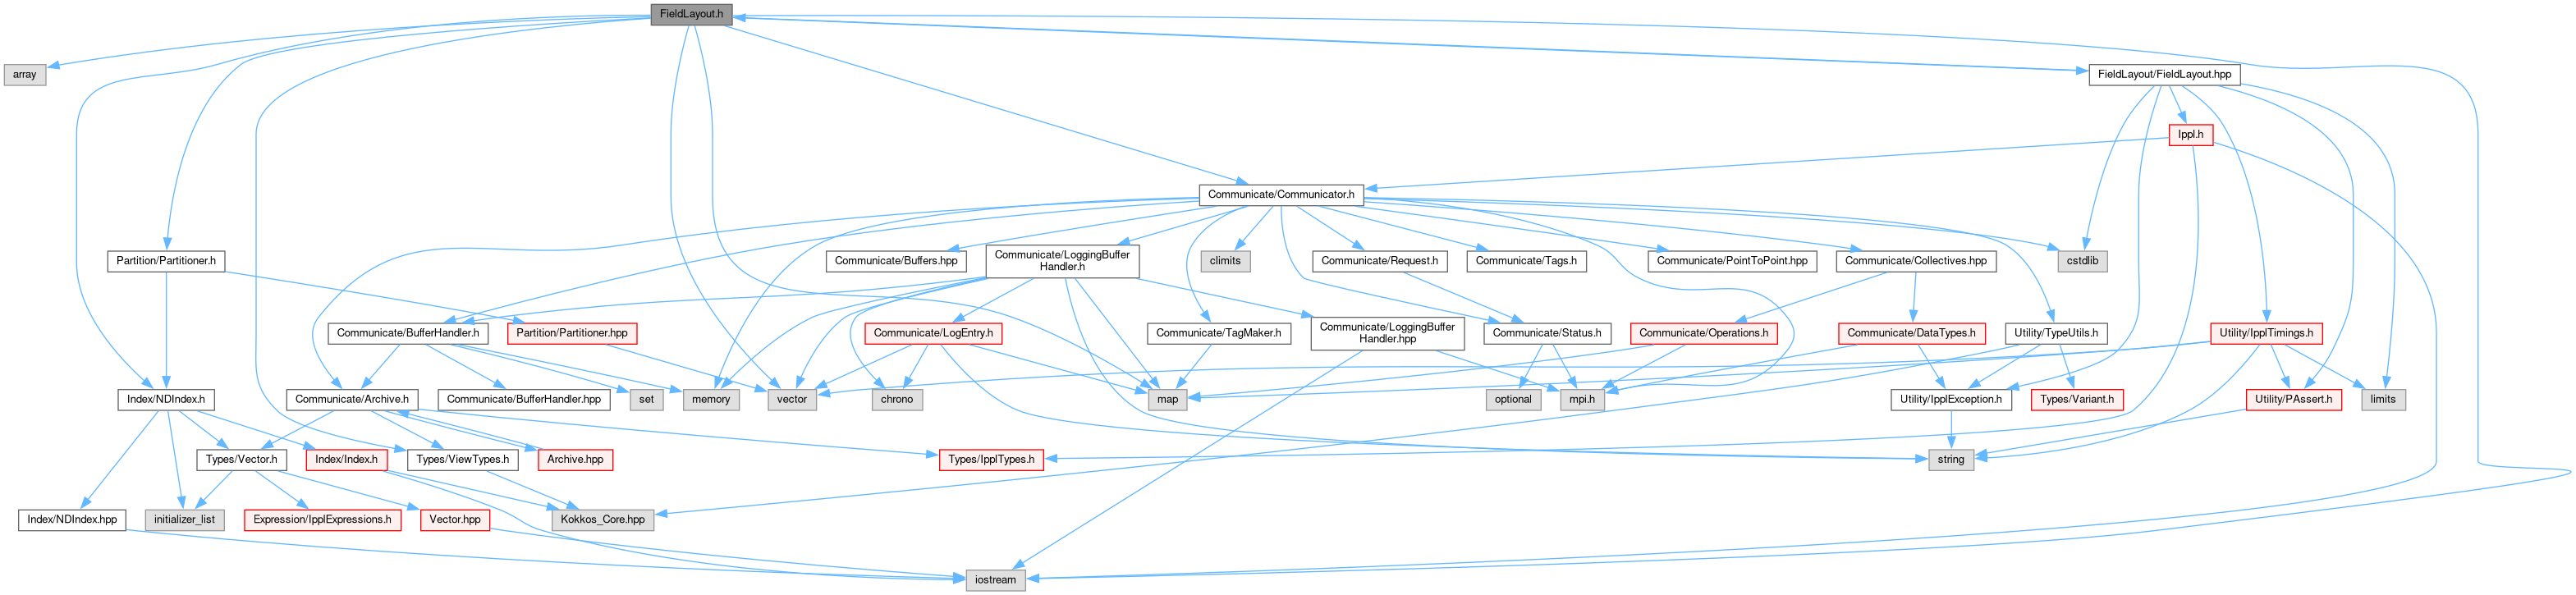 FieldLayout.h
array
FieldLayout/FieldLayout.hpp
Ippl.h
Communicate/Communicator.h
Partition/Partitioner.h
Communicate/Buffers.hpp
Communicate/LoggingBuffer
Handler.h
climits
Communicate/Request.h
Communicate/Tags.h
Communicate/PointToPoint.hpp
Communicate/Collectives.hpp
cstdlib
Communicate/BufferHandler.h
Partition/Partitioner.hpp
Communicate/LogEntry.h
Communicate/TagMaker.h
Communicate/LoggingBuffer
Handler.hpp
Communicate/Status.h
Communicate/Operations.h
Communicate/DataTypes.h
Utility/TypeUtils.h
Utility/IpplTimings.h
Index/NDIndex.h
Communicate/Archive.h
Communicate/BufferHandler.hpp
set
memory
vector
chrono
map
optional
mpi.h
Utility/IpplException.h
Types/Variant.h
Utility/PAssert.h
limits
Types/Vector.h
Index/Index.h
Types/ViewTypes.h
Archive.hpp
Types/IpplTypes.h
string
Index/NDIndex.hpp
initializer_list
Expression/IpplExpressions.h
Vector.hpp
Kokkos_Core.hpp
iostream